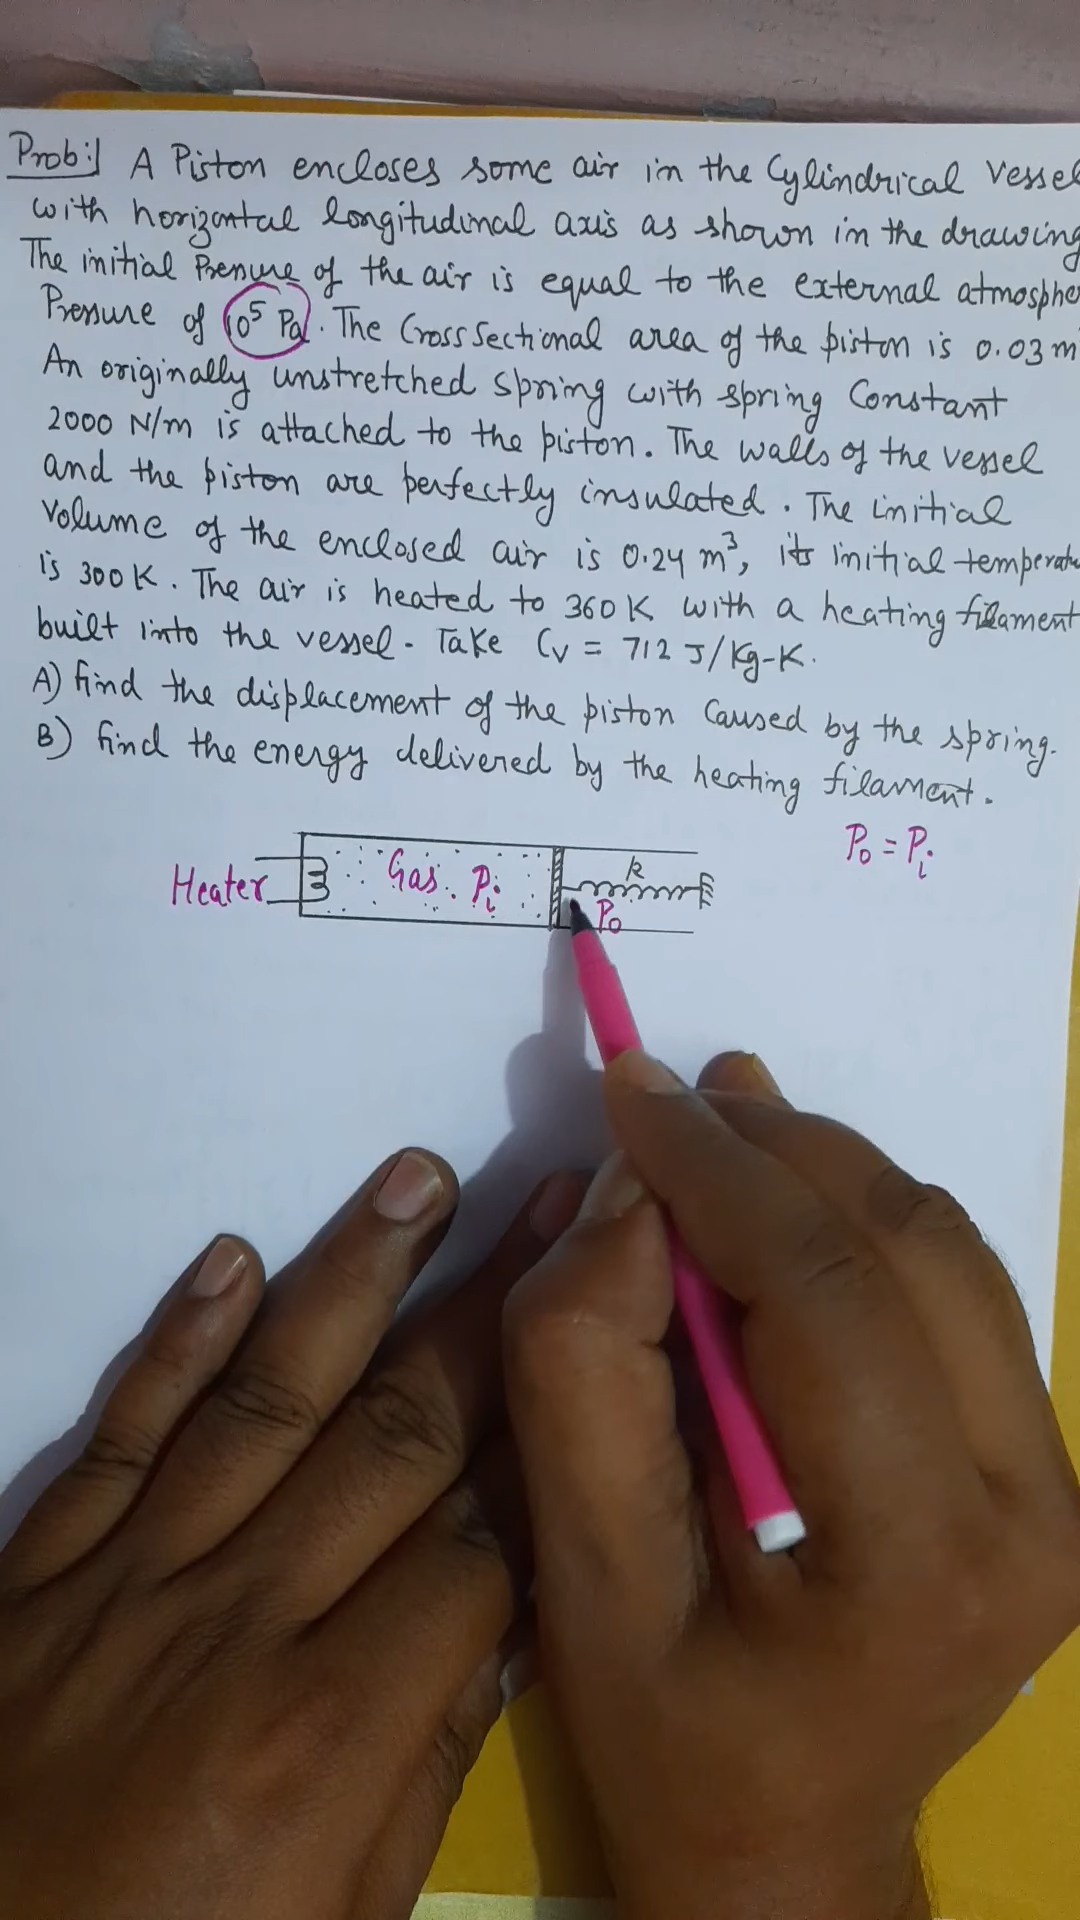 Prob:] A Piston encloses some air in the Cylindrical Vessel
with horizontal longitudinal axis as shown in the drawing
The initial Pressure of the air is equal to the external atmosphe
Pressure of 10⁵ Pa. The Cross Sectional area of the piston is 0.03 m
An originally unstretched spring with spring Constant
2000 N/m is attached to the piston. The walls of the vessel
and the piston are perfectly insulated. The initial
volume of the enclosed air is 0.24 m³, its initial temperatu
is 300 K. The air is heated to 360 K with a heating filament
built into the vessel. Take Cv = 712 J/Kg-K.
A) find the displacement of the piston Caused by the spring.
B) find the energy delivered by the heating filament.
P₀ = Pᵢ
Heater Gas Pᵢ k
P₀